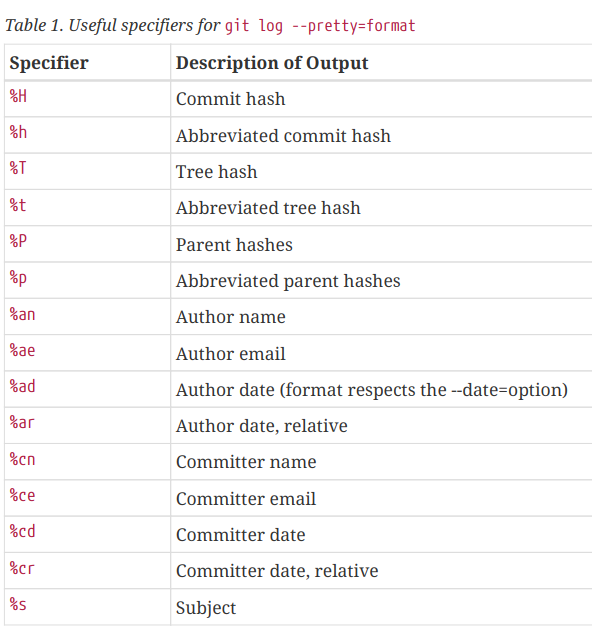 Table 1. Useful specifiers for git log --pretty=format
Specifier Description of Output
%H Commit hash
%h Abbreviated commit hash
%T Tree hash
%t Abbreviated tree hash
%P Parent hashes
%p Abbreviated parent hashes
%an Author name
%ae Author email
%ad Author date (format respects the --date=option)
%ar Author date, relative
%cn Committer name
%ce Committer email
%cd Committer date
%cr Committer date, relative
%s Subject